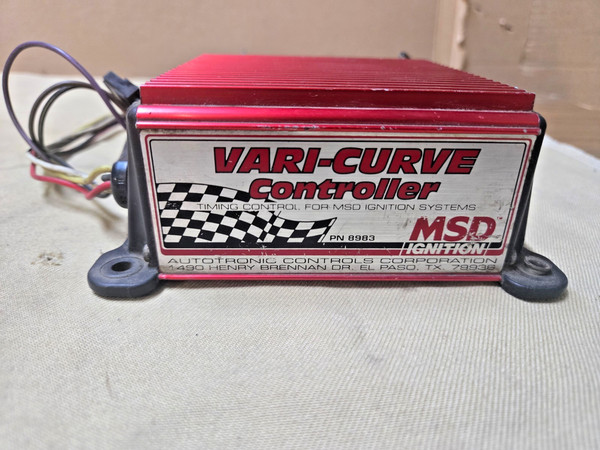 VARI-CURVE
Controller
TIMING CONTROL FOR MSD IGNITION SYSTEMS
PN 8983
MSD
IGNITION
AUTOTRONIC CONTROLS CORPORATION
1490 HENRY BRENNAN DR. EL PASO, TX. 79936